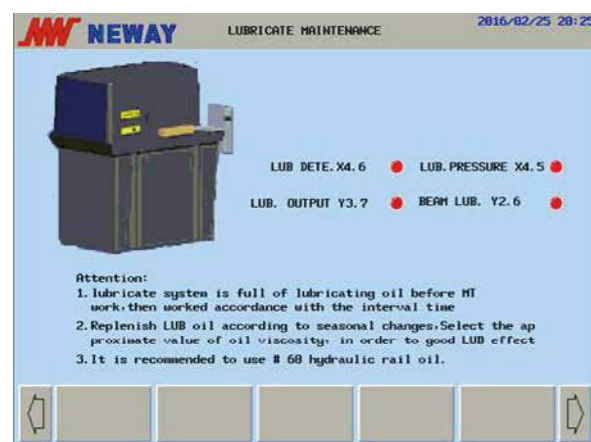 NEWAY
LUBRICATE MAINTENANCE
2016/02/25 20:25
LUB DETE.X4.6
LUB.PRESSURE X4.5
LUB. OUTPUT Y3.7
BEAM LUB. Y2.6
Attention:
1. lubricate system is full of lubricating oil before MT
work,then worked accordance with the interval time
2.Replenish LUB oil according to seasonal changes,Select the ap
proximate value of oil viscosity, in order to good LUB effect
3.It is recommended to use # 68 hydraulic rail oil.